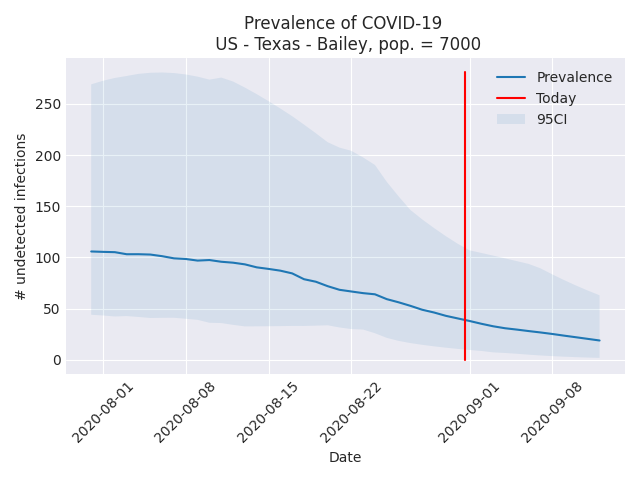 Prevalence of COVID-19
US - Texas - Bailey, pop. = 7000
Prevalence
Today
95CI
# undetected infections
250
200
150
100
50
0
2020-08-01
2020-08-08
2020-08-15
2020-08-22
2020-09-01
2020-09-08
Date